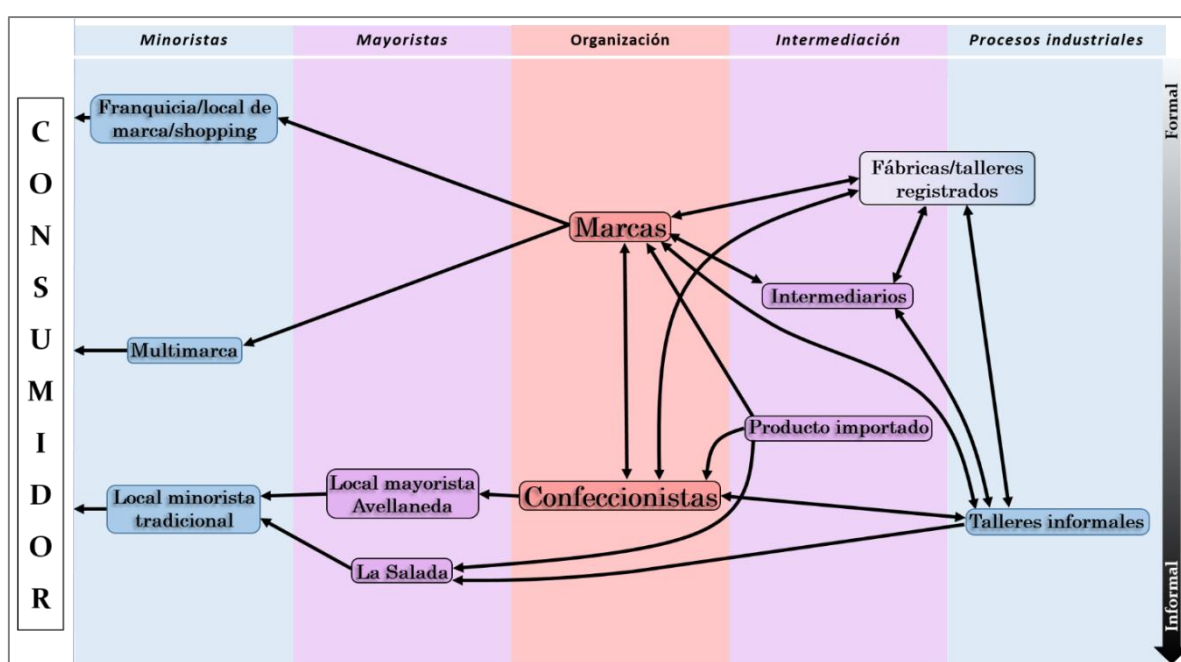 Minoristas
Mayoristas
Organización
Intermediación
Procesos industriales
CONSUMIDOR
Formal
Franquicia/local de
marca/shopping
Fábricas/talleres
registrados
Marcas
Intermediarios
Multimarca
Producto importado
Local minorista
tradicional
Local mayorista
Avellaneda
Confeccionistas
Talleres informales
La Salada
Informal